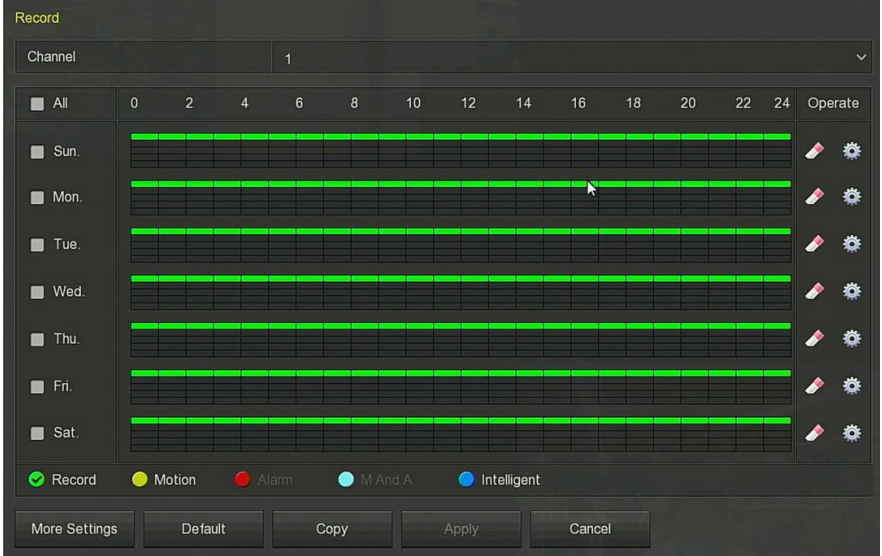 Record
Channel 1
All 0 2 4 6 8 10 12 14 16 18 20 22 24 Operate
Sun.
Mon.
Tue.
Wed.
Thu.
Fri.
Sat.
Record Motion Alarm M And A Intelligent
More Settings Default Copy Apply Cancel